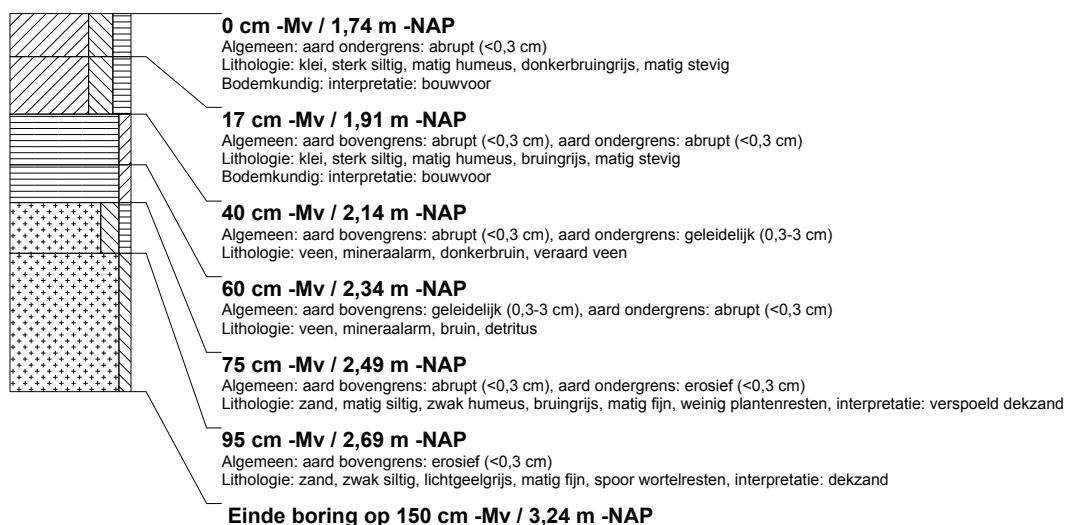 0 cm -Mv / 1,74 m -NAP
Algemeen: aard ondergrens: abrupt (<0,3 cm)
Lithologie: klei, sterk siltig, matig humeus, donkerbruingrijs, matig stevig
Bodemkundig: interpretatie: bouwvoor
17 cm -Mv / 1,91 m -NAP
Algemeen: aard bovengrens: abrupt (<0,3 cm), aard ondergrens: abrupt (<0,3 cm)
Lithologie: klei, sterk siltig, matig humeus, bruingrijs, matig stevig
Bodemkundig: interpretatie: bouwvoor
40 cm -Mv / 2,14 m -NAP
Algemeen: aard bovengrens: abrupt (<0,3 cm), aard ondergrens: geleidelijk (0,3-3 cm)
Lithologie: veen, mineraalarm, donkerbruin, veraard veen
60 cm -Mv / 2,34 m -NAP
Algemeen: aard bovengrens: geleidelijk (0,3-3 cm), aard ondergrens: abrupt (<0,3 cm)
Lithologie: veen, mineraalarm, bruin, detritus
75 cm -Mv / 2,49 m -NAP
Algemeen: aard bovengrens: abrupt (<0,3 cm), aard ondergrens: erosief (<0,3 cm)
Lithologie: zand, matig siltig, zwak humeus, bruingrijs, matig fijn, weinig plantenresten, interpretatie: verspoeld dekzand
95 cm -Mv / 2,69 m -NAP
Algemeen: aard bovengrens: erosief (<0,3 cm)
Lithologie: zand, zwak siltig, lichtgeelgrijs, matig fijn, spoor wortelresten, interpretatie: dekzand
Einde boring op 150 cm -Mv / 3,24 m -NAP